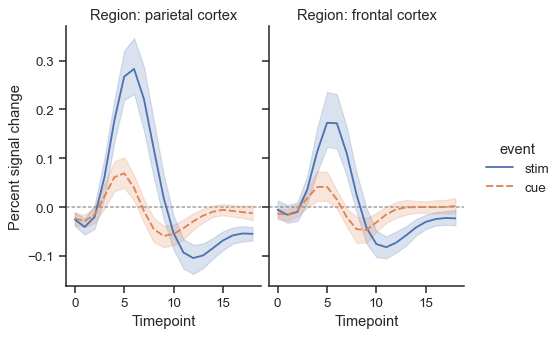 Region: parietal cortex
Region: frontal cortex
Percent signal change
0.3
0.2
0.1
0.0
−0.1
0 5 10 15
0 5 10 15
Timepoint
Timepoint
event
stim
cue